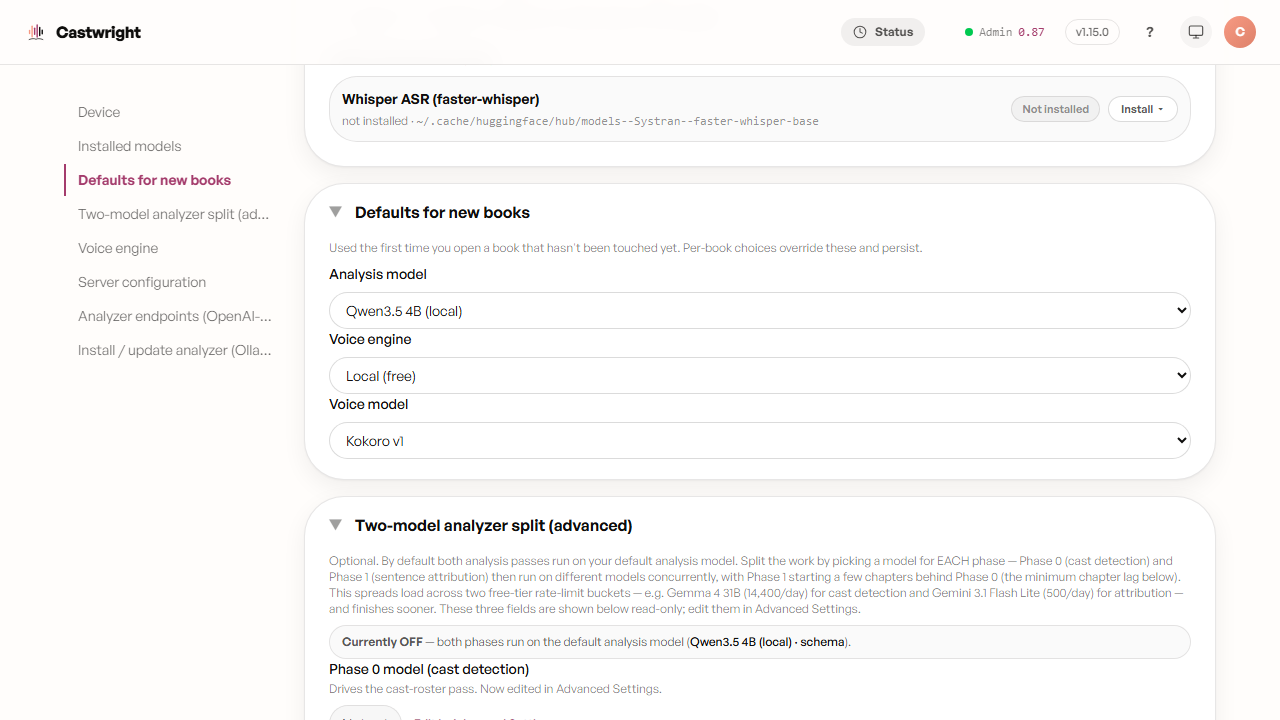 Castwright
Status
Admin 0.87
v1.15.0
?
C
Device
Installed models
Defaults for new books
Two-model analyzer split (ad...
Voice engine
Server configuration
Analyzer endpoints (OpenAI-...
Install / update analyzer (Olla...
Whisper ASR (faster-whisper)
not installed · ~/.cache/huggingface/hub/models--Systran--faster-whisper-base
Not installed
Install
Defaults for new books
Used the first time you open a book that hasn't been touched yet. Per-book choices override these and persist.
Analysis model
Qwen3.5 4B (local)
Voice engine
Local (free)
Voice model
Kokoro v1
Two-model analyzer split (advanced)
Optional. By default both analysis passes run on your default analysis model. Split the work by picking a model for EACH phase — Phase 0 (cast detection) and
Phase 1 (sentence attribution) then run on different models concurrently, with Phase 1 starting a few chapters behind Phase 0 (the minimum chapter lag below).
This spreads load across two free-tier rate-limit buckets — e.g. Gemma 4 31B (14,400/day) for cast detection and Gemini 3.1 Flash Lite (500/day) for attribution —
and finishes sooner. These three fields are shown below read-only; edit them in Advanced Settings.
Currently OFF — both phases run on the default analysis model (Qwen3.5 4B (local) · schema).
Phase 0 model (cast detection)
Drives the cast-roster pass. Now edited in Advanced Settings.